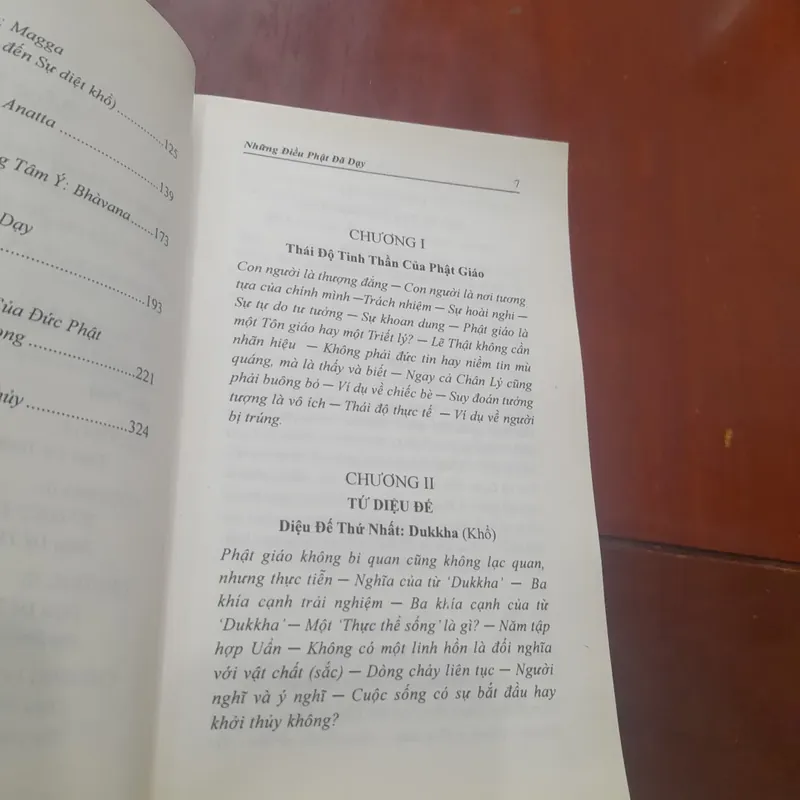 : Magga
đến Sự diệt khổ) ............125
Anatta ....................139
g Tâm Ý: Bhàvana......173
Dạy
........................193
Của Đức Phật
ong ....................221
hủy ....................324
Những Điều Phật Đã Dạy
7
CHƯƠNG I
Thái Độ Tinh Thần Của Phật Giáo
Con người là thượng đẳng — Con người là nơi tương
tựa của chính mình —Trách nhiệm — Sự hoài nghi —
Sự tự do tư tưởng — Sự khoan dung — Phật giáo là
một Tôn giáo hay một Triết lý? — Lẽ Thật không cần
nhãn hiệu — Không phải đức tin hay niềm tin mù
quáng, mà là thấy và biết — Ngay cả Chân Lý cũng
phải buông bỏ — Ví dụ về chiếc bè — Suy đoán tưởng
tượng là vô ích — Thái độ thực tế — Ví dụ về người
bị trúng.
CHƯƠNG II
TỨ DIỆU ĐẾ
Diệu Đế Thứ Nhất: Dukkha (Khổ)
Phật giáo không bi quan cũng không lạc quan,
nhưng thực tiễn — Nghĩa của từ 'Dukkha' — Ba
khía cạnh trải nghiệm — Ba khía cạnh của từ
'Dukkha' — Một 'Thực thể sống' là gì? — Năm tập
hợp Uẩn — Không có một linh hồn là đối nghĩa
với vật chất (sắc) — Dòng chảy liên tục — Người
nghĩ và ý nghĩ — Cuộc sống có sự bắt đầu hay
khởi thủy không?